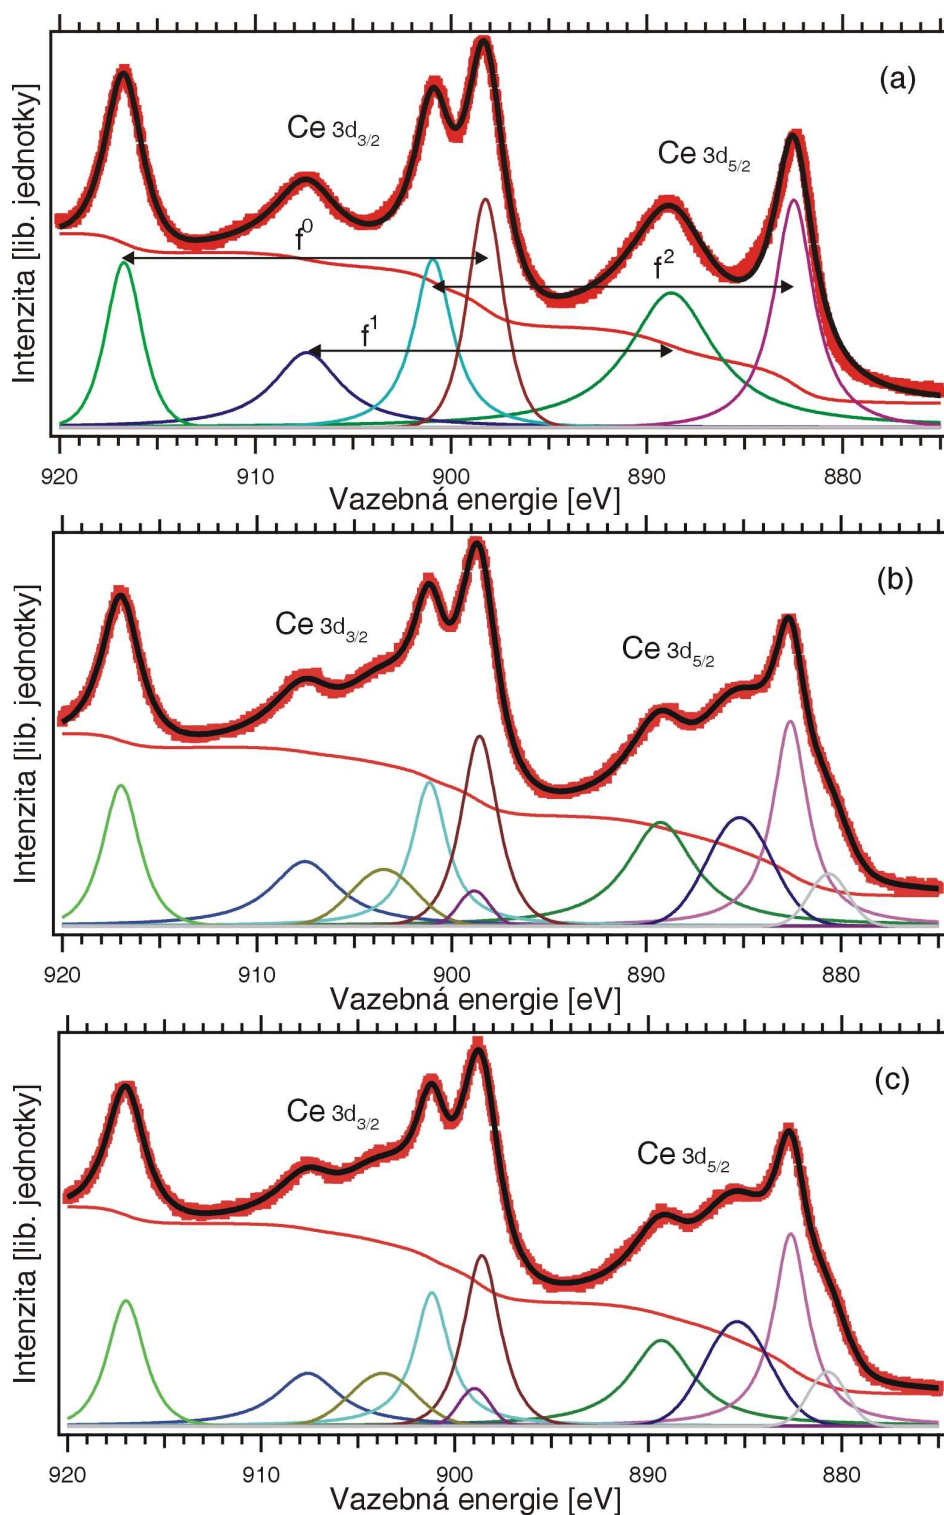 (a)
Intenzita [lib. jednotky]
Ce 3d3/2
Ce 3d5/2
f0
f2
f1
920 910 900 890 880
Vazebná energie [eV]
(b)
Intenzita [lib. jednotky]
Ce 3d3/2
Ce 3d5/2
920 910 900 890 880
Vazebná energie [eV]
(c)
Intenzita [lib. jednotky]
Ce 3d3/2
Ce 3d5/2
920 910 900 890 880
Vazebná energie [eV]